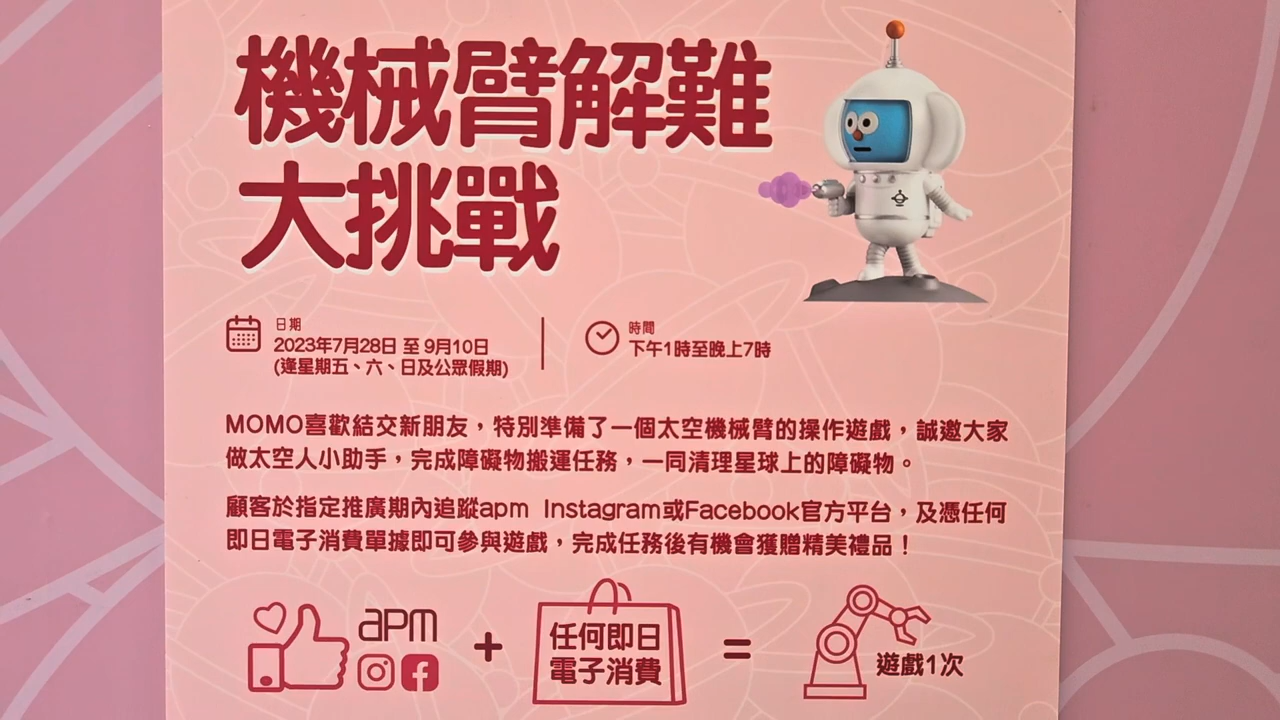 機械臂解難
大挑戰
日期
2023年7月28日 至 9月10日
(逢星期五、六、日及公眾假期)
時間
下午1時至晚上7時
MOMO喜歡結交新朋友，特別準備了一個太空機械臂的操作遊戲，誠邀大家
做太空人小助手，完成障礙物搬運任務，一同清理星球上的障礙物。
顧客於指定推廣期內追蹤apm Instagram或Facebook官方平台，及憑任何
即日電子消費單據即可參與遊戲，完成任務後有機會獲贈精美禮品！
apm
+
任何即日
電子消費
=
遊戲1次